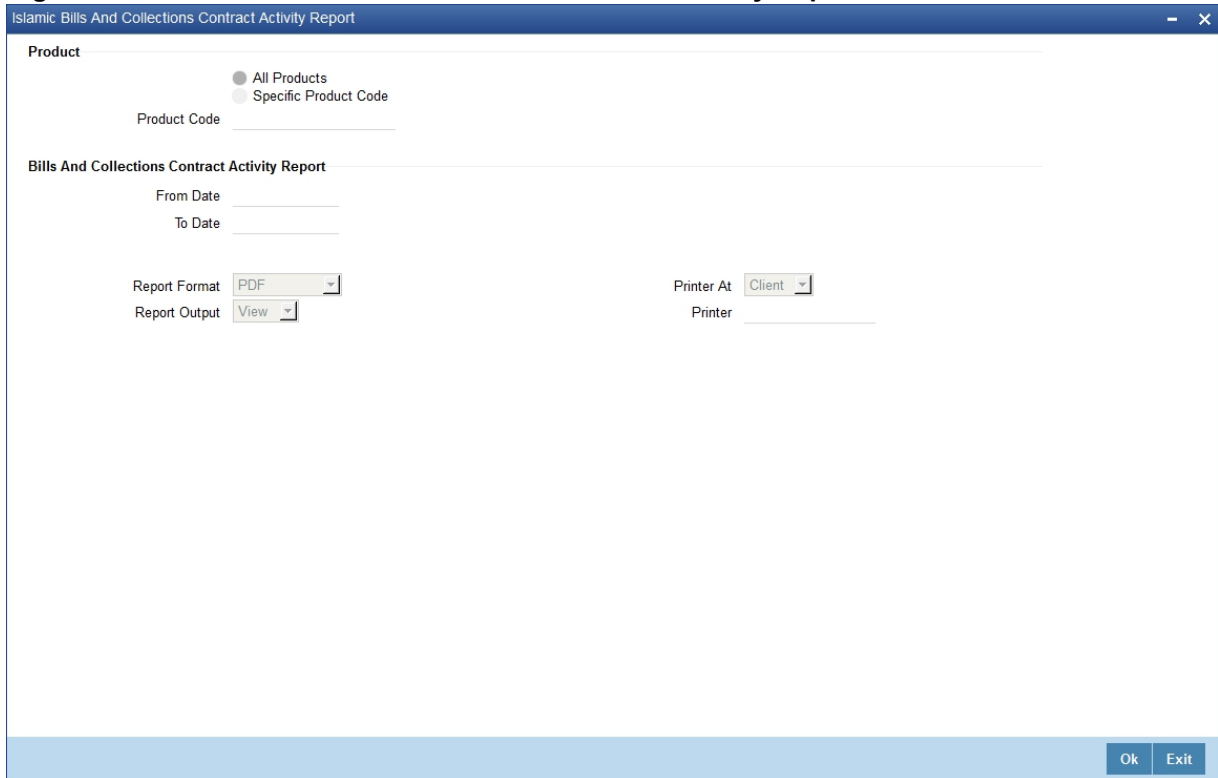 Islamic Bills And Collections Contract Activity Report
Product
All Products
Specific Product Code
Product Code
Bills And Collections Contract Activity Report
From Date
To Date
Report Format PDF Printer At Client
Report Output View Printer
Ok Exit